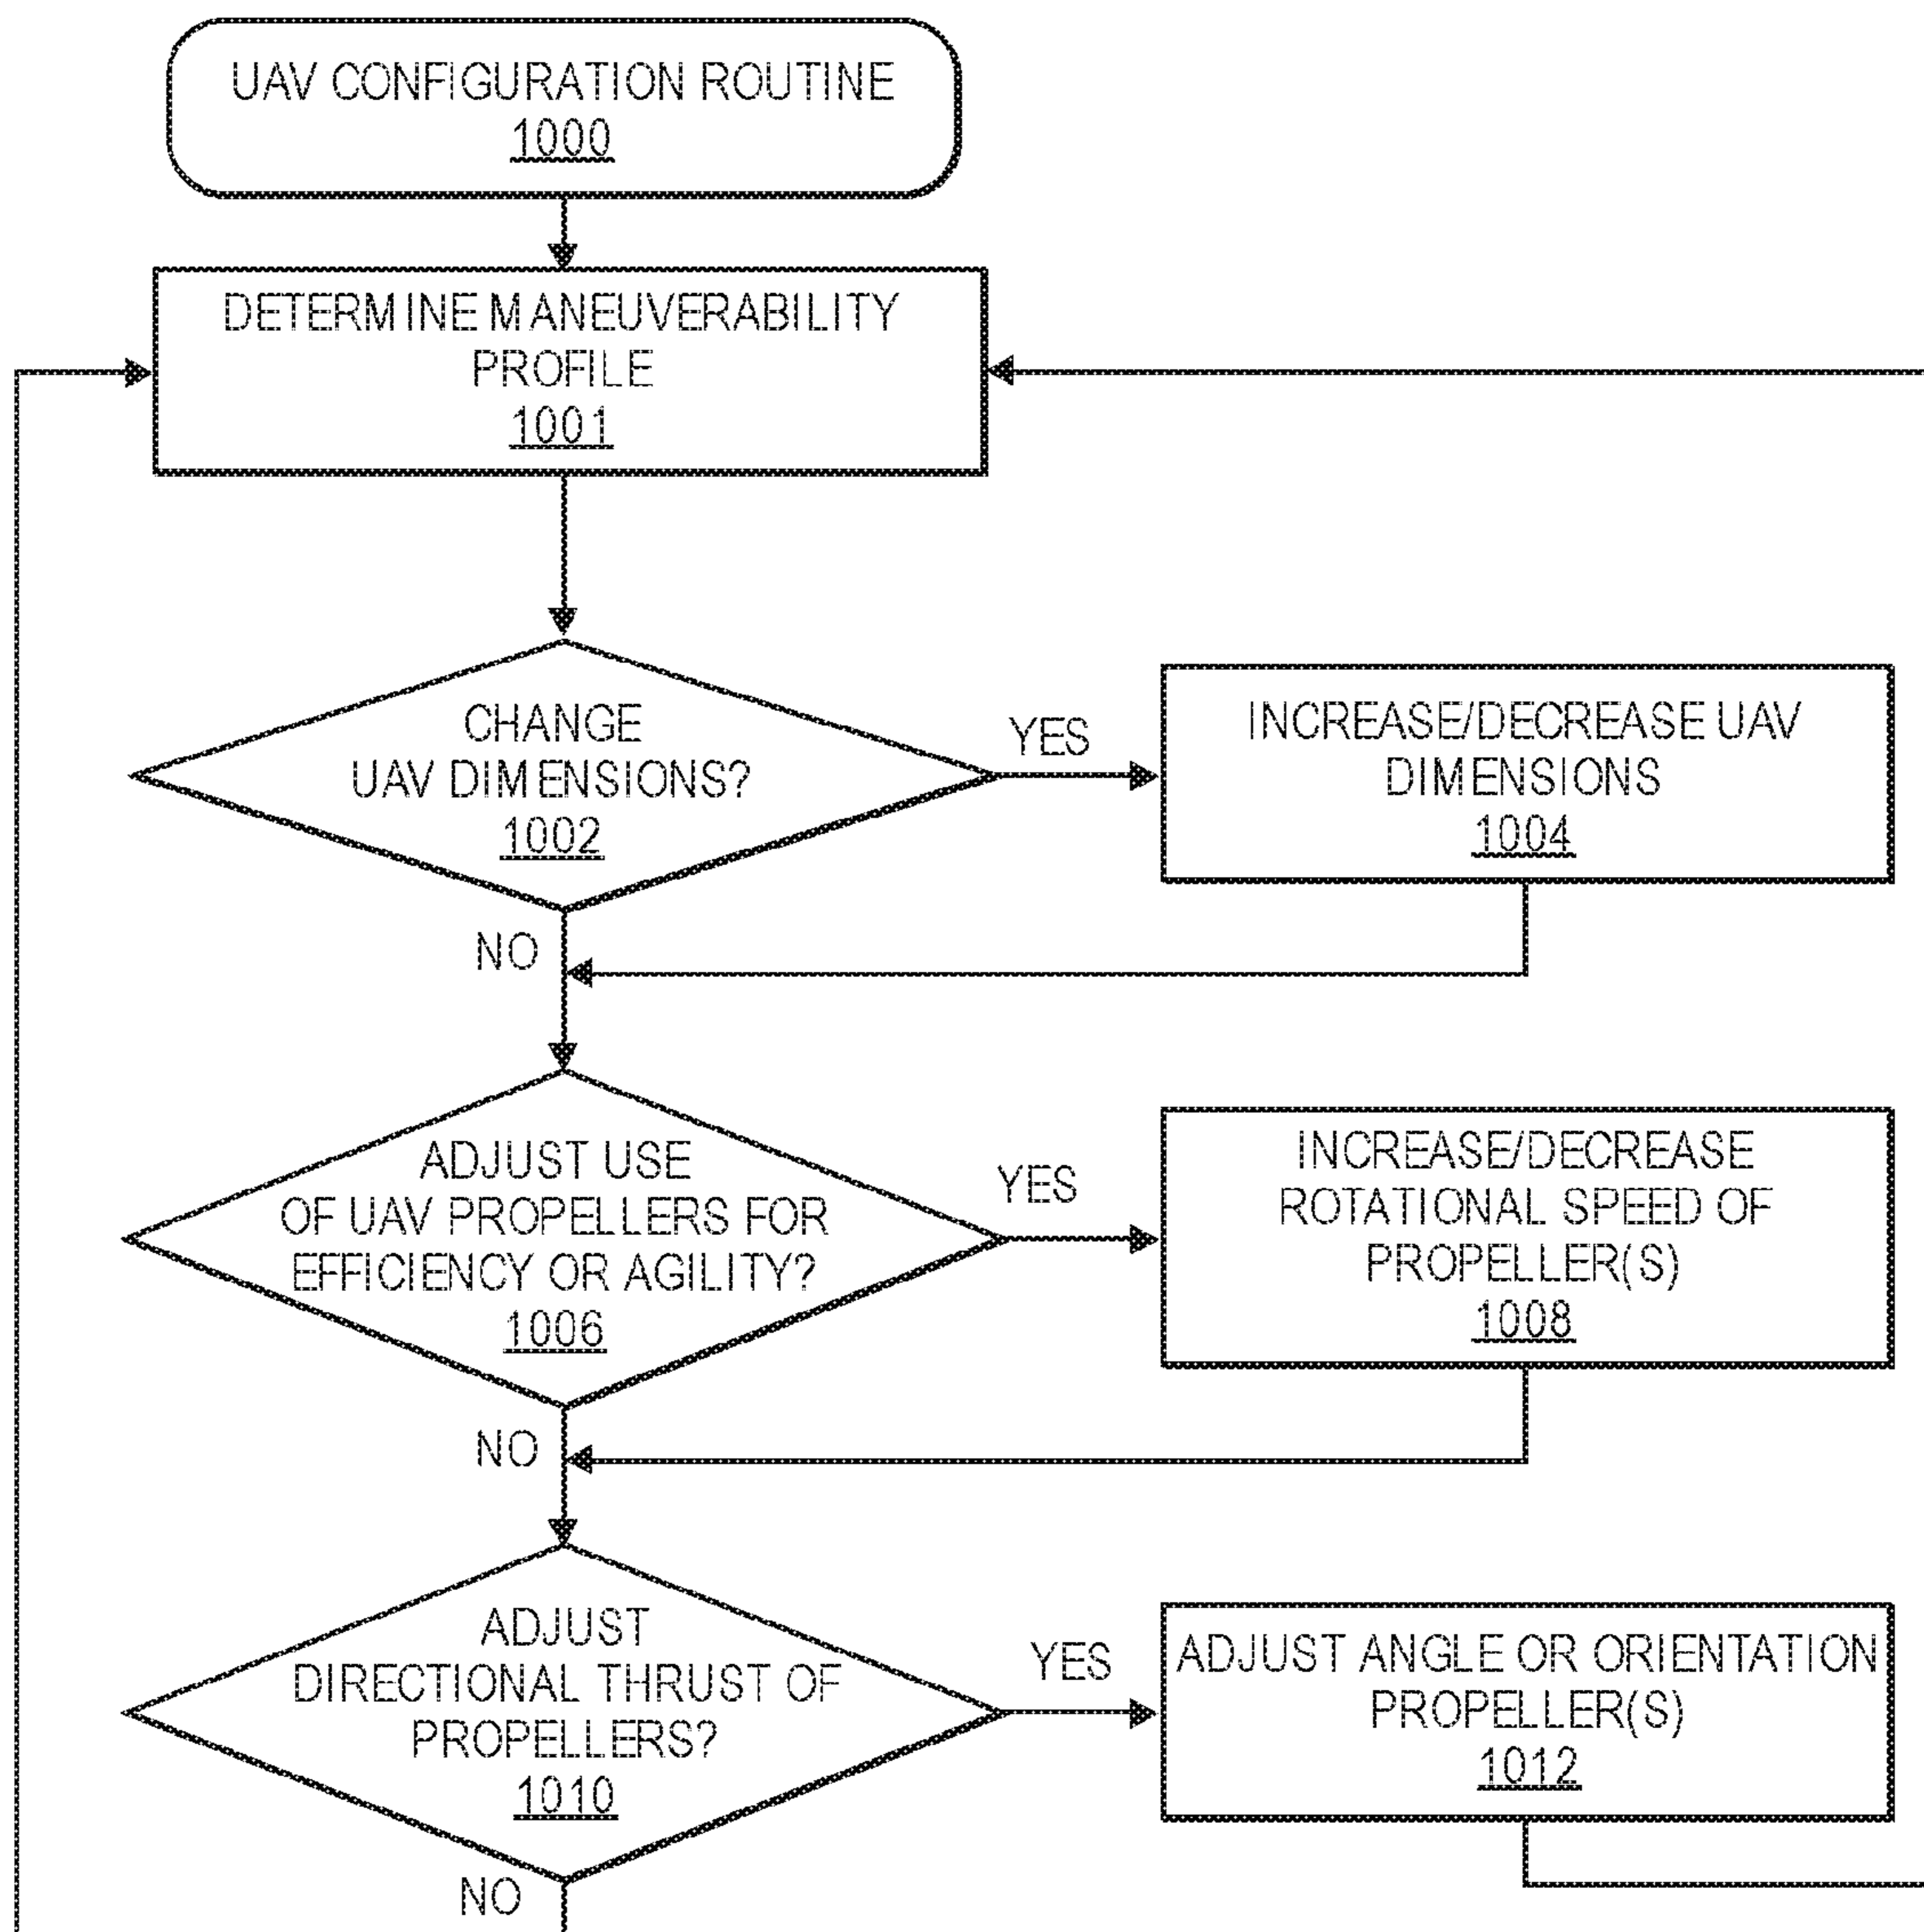 UAV CONFIGURATION ROUTINE
1000
DETERMINE MANEUVERABILITY
PROFILE
1001
CHANGE
UAV DIMENSIONS?
1002
YES
INCREASE/DECREASE UAV
DIMENSIONS
1004
NO
ADJUST USE
OF UAV PROPELLERS FOR
EFFICIENCY OR AGILITY?
1006
YES
INCREASE/DECREASE
ROTATIONAL SPEED OF
PROPELLER(S)
1008
NO
ADJUST
DIRECTIONAL THRUST OF
PROPELLERS?
1010
YES
ADJUST ANGLE OR ORIENTATION
PROPELLER(S)
1012
NO